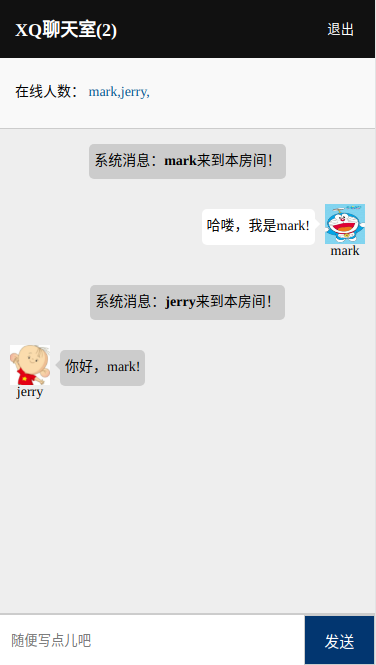 XQ聊天室(2) 退出
在线人数： mark,jerry,
系统消息：mark来到本房间！
哈喽，我是mark!
mark
系统消息：jerry来到本房间！
你好，mark!
jerry
随便写点儿吧 发送